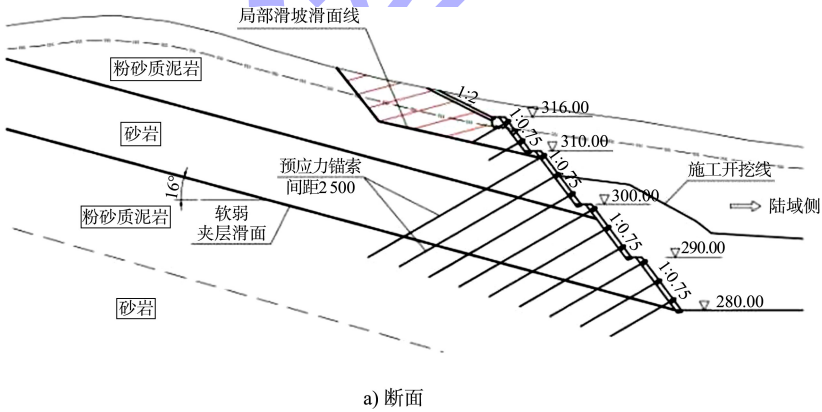 局部滑坡滑面线
粉砂质泥岩
1:2
316.00
1:0.75
310.00
砂岩
1:0.75
预应力锚索
间距2 500
施工开挖线
16°
300.00
陆域侧
粉砂质泥岩
软弱
夹层滑面
1:0.75
290.00
1:0.75
280.00
砂岩
a) 断面